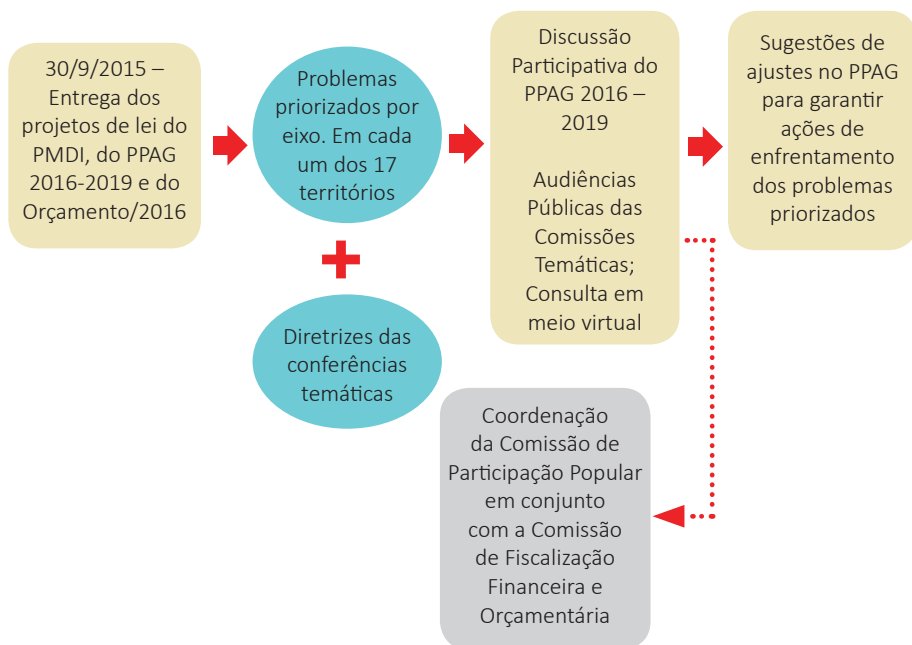 30/9/2015 –
Entrega dos
projetos de lei do
PMDI, do PPAG
2016-2019 e do
Orçamento/2016
Problemas
priorizados por
eixo. Em cada
um dos 17
territórios
Diretrizes das
conferências
temáticas
Discussão
Participativa do
PPAG 2016 –
2019
Audiências
Públicas das
Comissões
Temáticas;
Consulta em
meio virtual
Sugestões de
ajustes no PPAG
para garantir
ações de
enfrentamento
dos problemas
priorizados
Coordenação
da Comissão de
Participação Popular
em conjunto
com a Comissão
de Fiscalização
Financeira e
Orçamentária